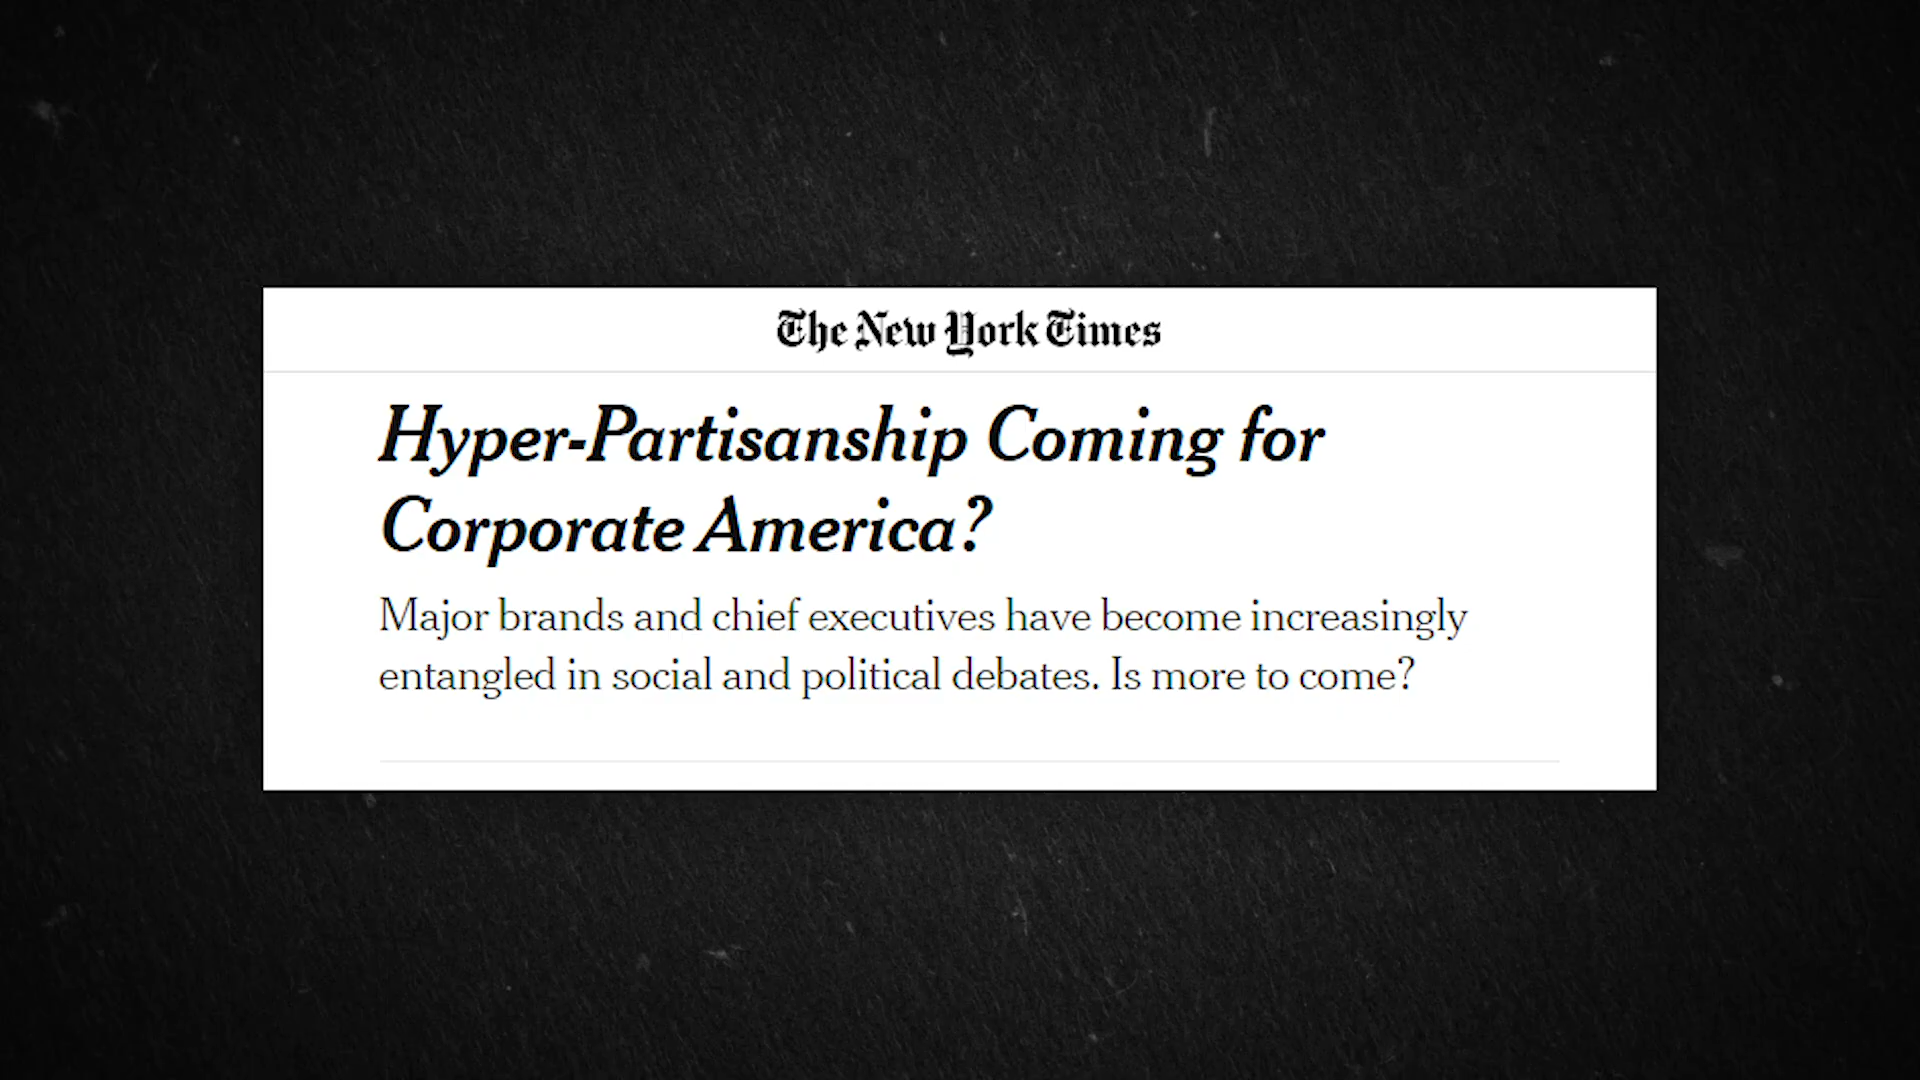 The New York Times
Hyper-Partisanship Coming for
Corporate America?
Major brands and chief executives have become increasingly
entangled in social and political debates. Is more to come?